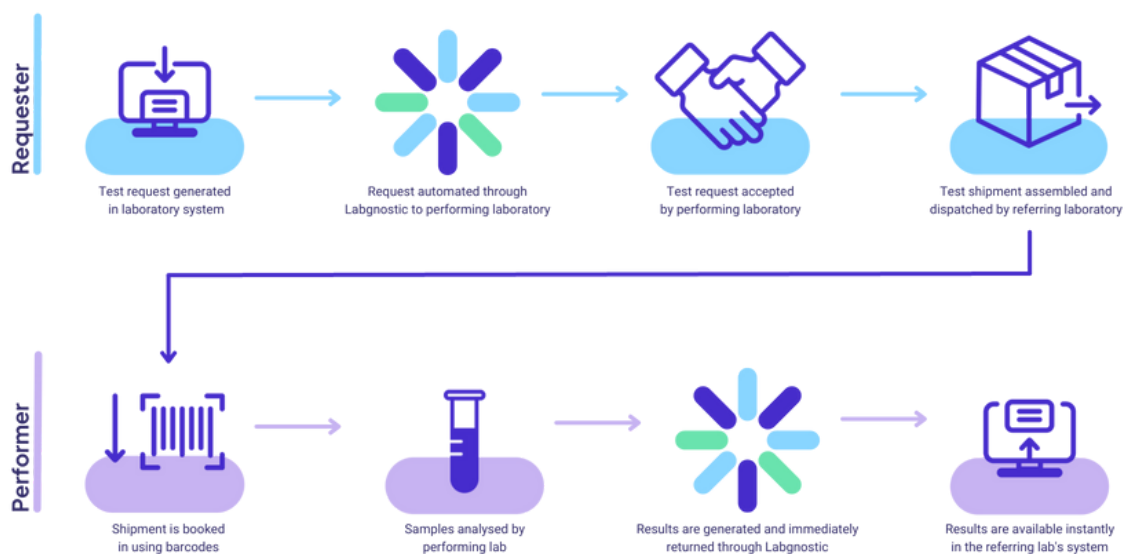 Requester
Test request generated
in laboratory system
Request automated through
Labgnostic to performing laboratory
Test request accepted
by performing laboratory
Test shipment assembled and
dispatched by referring laboratory
Performer
Shipment is booked
in using barcodes
Samples analysed by
performing lab
Results are generated and immediately
returned through Labgnostic
Results are available instantly
in the referring lab's system